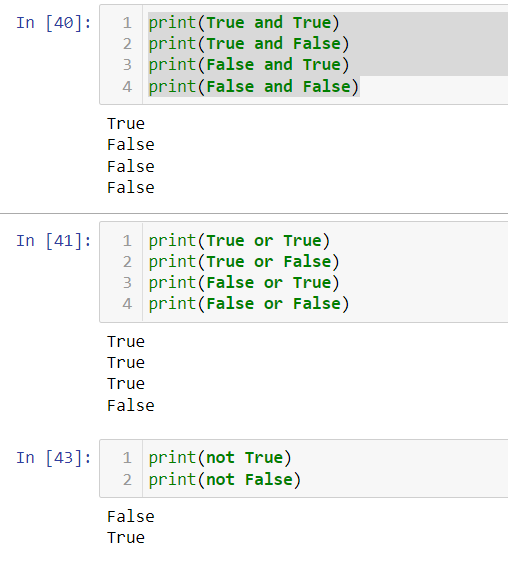 In [40]:
1 print(True and True)
2 print(True and False)
3 print(False and True)
4 print(False and False)
True
False
False
False
In [41]:
1 print(True or True)
2 print(True or False)
3 print(False or True)
4 print(False or False)
True
True
True
False
In [43]:
1 print(not True)
2 print(not False)
False
True